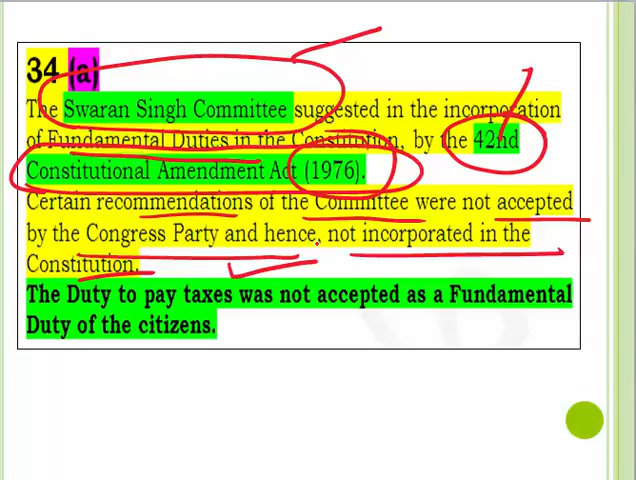 34 (a)
The Swaran Singh Committee suggested in the incorporation
of Fundamental Duties in the Constitution, by the 42nd
Constitutional Amendment Act (1976).
Certain recommendations of the Committee were not accepted
by the Congress Party and hence, not incorporated in the
Constitution.
The Duty to pay taxes was not accepted as a Fundamental
Duty of the citizens.